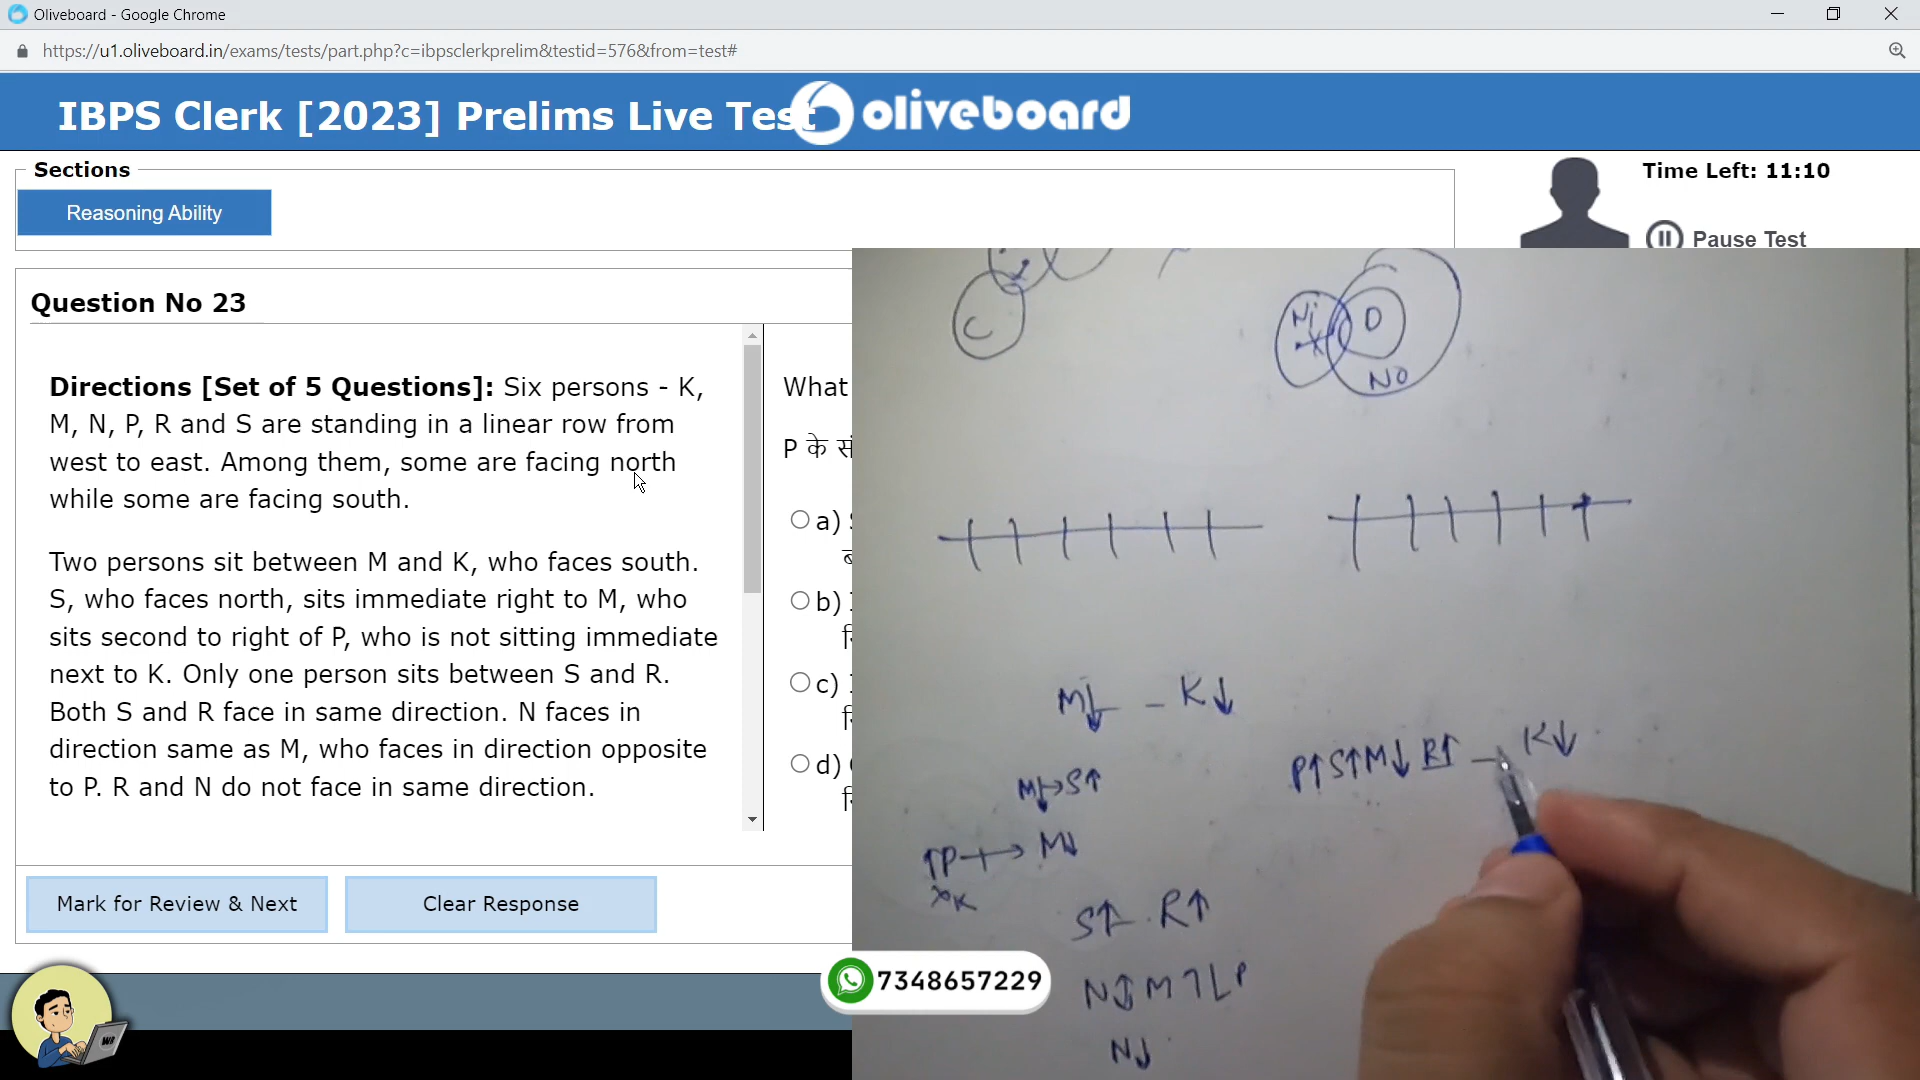 Oliveboard - Google Chrome
https://u1.oliveboard.in/exams/tests/part.php?c=ibpsclerkprelim&testid=576&from=test#
IBPS Clerk [2023] Prelims Live Test
oliveboard
Sections
Reasoning Ability
Time Left: 11:10
Pause Test
Question No 23
Directions [Set of 5 Questions]: Six persons - K,
M, N, P, R and S are standing in a linear row from
west to east. Among them, some are facing north
while some are facing south.
Two persons sit between M and K, who faces south.
S, who faces north, sits immediate right to M, who
sits second to right of P, who is not sitting immediate
next to K. Only one person sits between S and R.
Both S and R face in same direction. N faces in
direction same as M, who faces in direction opposite
to P. R and N do not face in same direction.
What
P के
a)
b)
c)
d)
Mark for Review & Next
Clear Response
C
Ni
D
No
M↓ _ _ K↓
M↓→S↑
↑P—+→ M↓
xK
S↑ _ R↑
P↑S↑M↓ R↑ _ K↓
N↓
7348657229